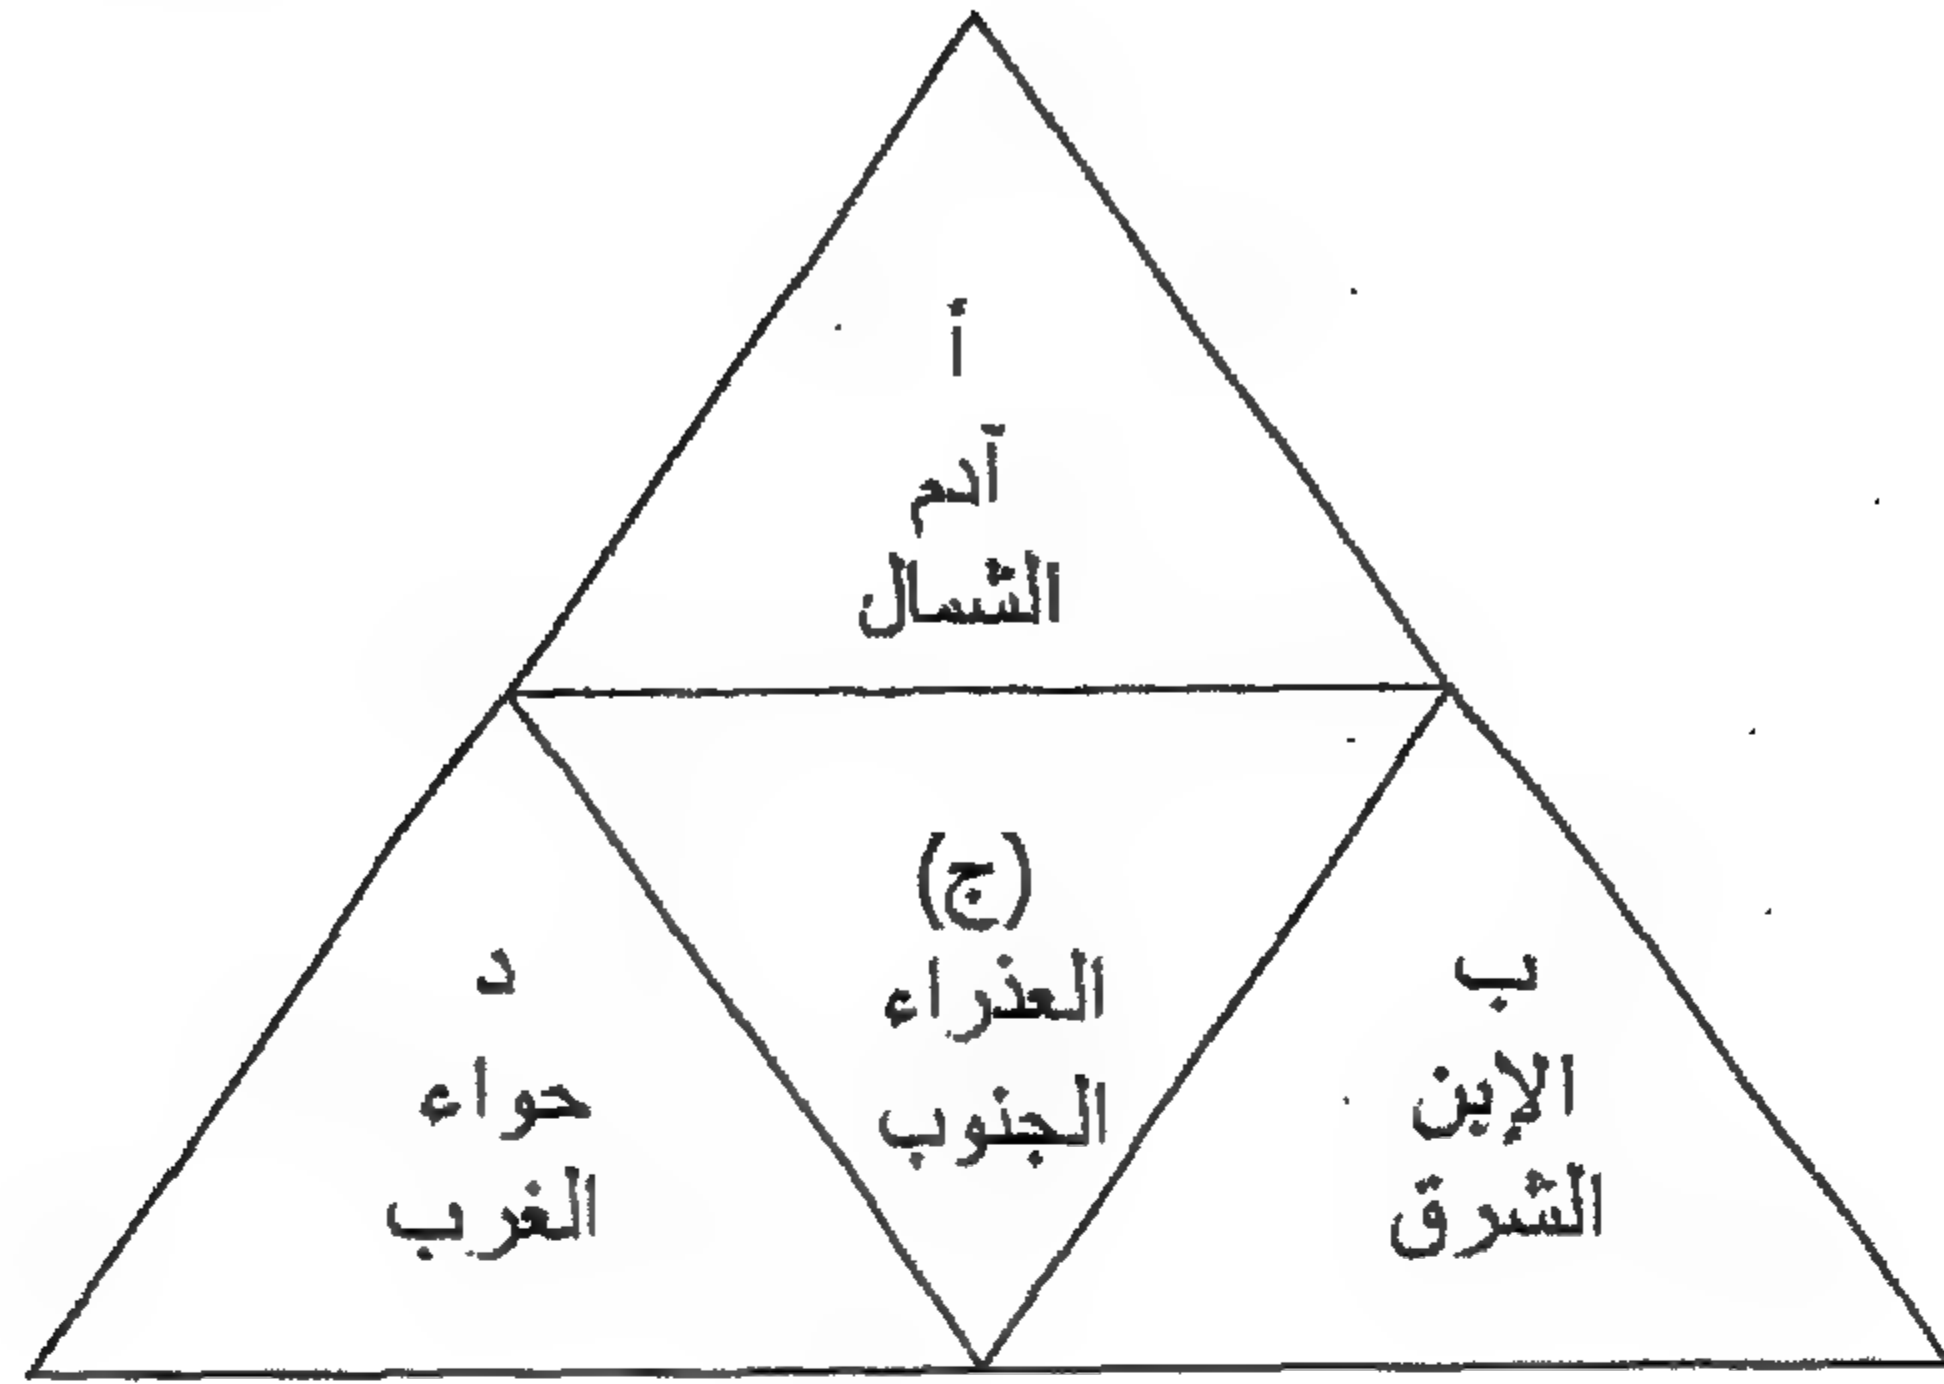 أ
آدم
الشمال
(ج)
العذراء
الجنوب
ب
الإبن
الشرق
د
حواء
الغرب